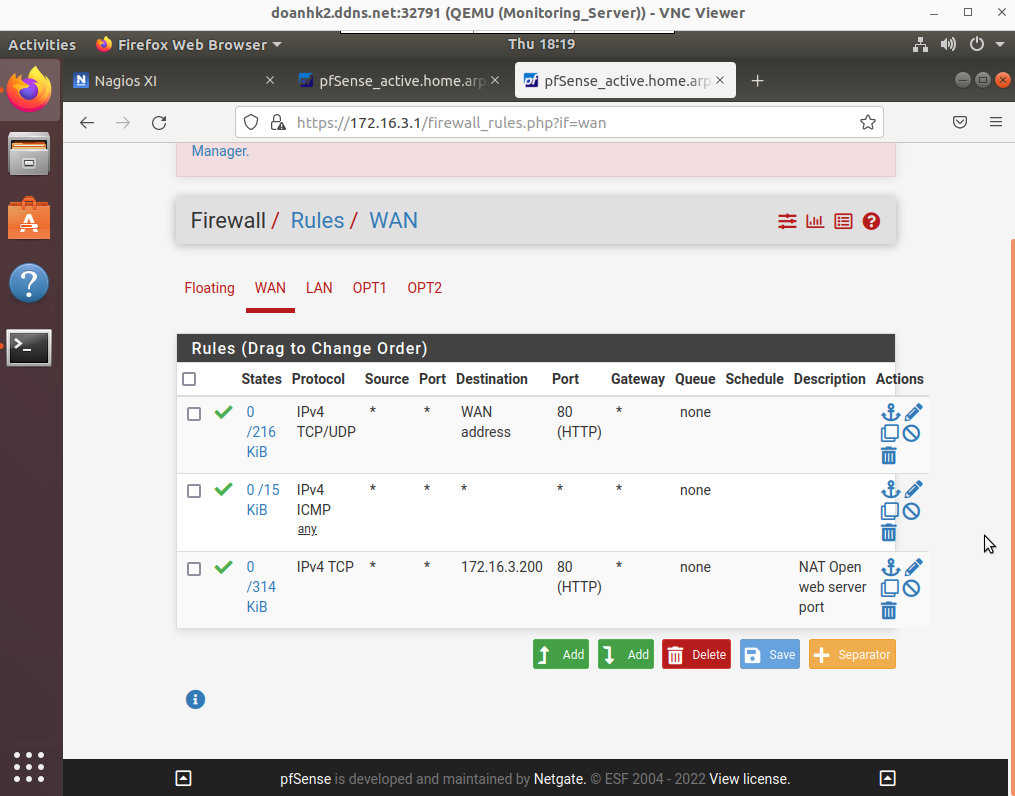 doanhk2.ddns.net:32791 (QEMU (Monitoring_Server)) - VNC Viewer
Activities Firefox Web Browser Thu 18:19
Nagios XI pfSense_active.home.arp pfSense_active.home.arp
https://172.16.3.1/firewall_rules.php?if=wan
Manager.
Firewall / Rules / WAN
Floating WAN LAN OPT1 OPT2
Rules (Drag to Change Order)
States Protocol Source Port Destination Port Gateway Queue Schedule Description Actions
0 IPv4 * * WAN 80 * none
/216 TCP/UDP address (HTTP)
KiB
0 /15 IPv4 * * * * * none
KiB ICMP
any
0 IPv4 TCP * * 172.16.3.200 80 * none NAT Open
/314 (HTTP) web server
KiB port
Add Add Delete Save Separator
pfSense is developed and maintained by Netgate. © ESF 2004 - 2022 View license.